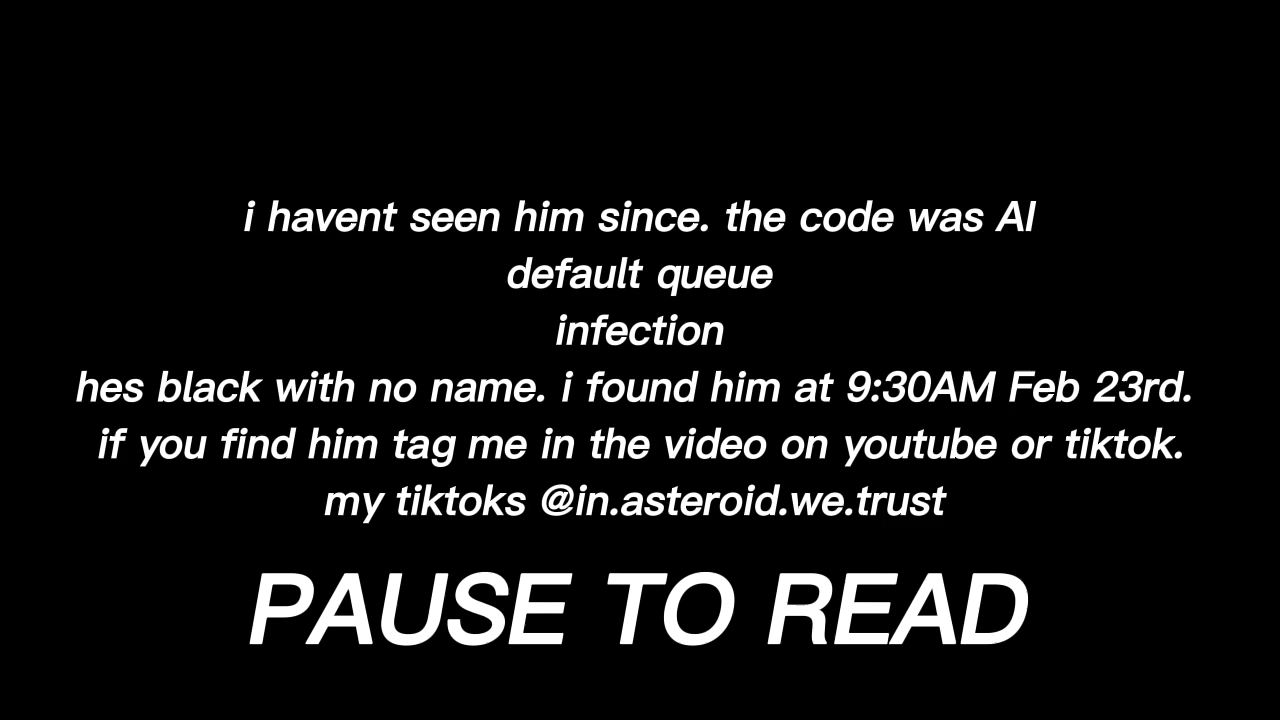 i havent seen him since. the code was AI
default queue
infection
hes black with no name. i found him at 9:30AM Feb 23rd.
if you find him tag me in the video on youtube or tiktok.
my tiktoks @in.asteroid.we.trust
PAUSE TO READ